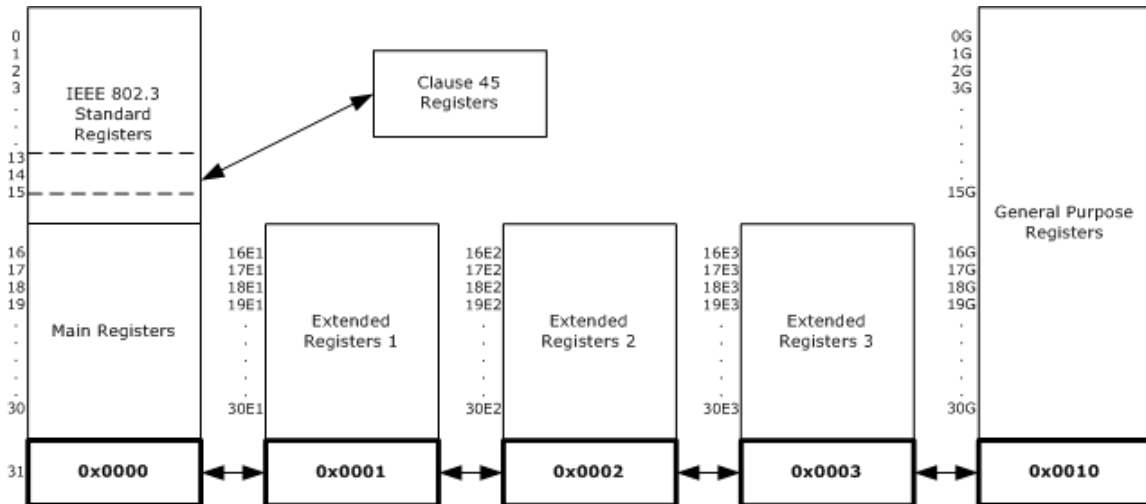 0
1
2
3
.
.
.
13
14
15
IEEE 802.3
Standard
Registers
Clause 45
Registers
0G
1G
2G
3G
.
.
.
.
.
15G
General Purpose
Registers
16
17
18
19
.
.
.
.
.
30
Main Registers
16E1
17E1
18E1
19E1
.
.
.
.
.
30E1
Extended
Registers 1
16E2
17E2
18E2
19E2
.
.
.
.
.
30E2
Extended
Registers 2
16E3
17E3
18E3
19E3
.
.
.
.
.
30E3
Extended
Registers 3
16G
17G
18G
19G
.
.
.
.
.
30G
31
0x0000
0x0001
0x0002
0x0003
0x0010